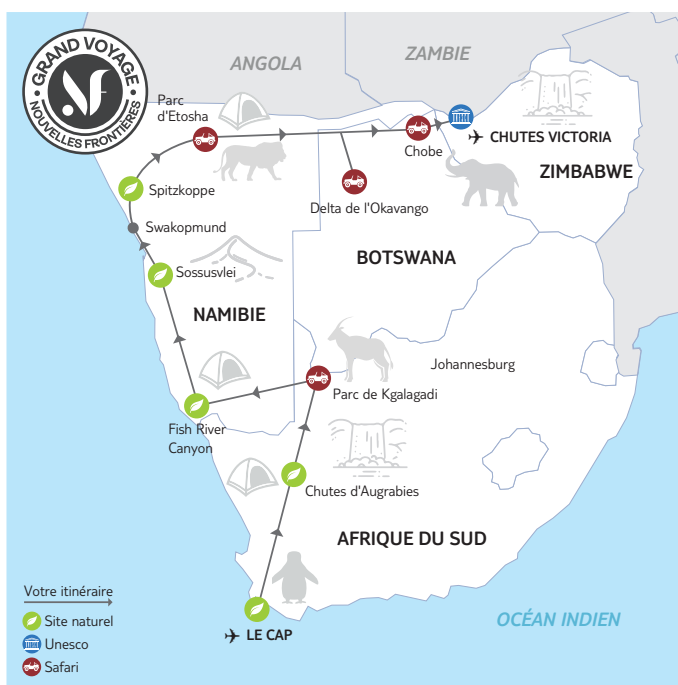 GRAND VOYAGE
NF
NOUVELLES FRONTIÈRES
ANGOLA
ZAMBIE
Parc
d'Etosha
Chobe
CHUTES VICTORIA
ZIMBABWE
Spitzkoppe
Delta de l'Okavango
Swakopmund
BOTSWANA
Sossusvlei
NAMIBIE
Johannesburg
Parc de Kgalagadi
Fish River
Canyon
Chutes d'Augrabies
AFRIQUE DU SUD
Votre itinéraire
Site naturel
Unesco
Safari
LE CAP
OCÉAN INDIEN